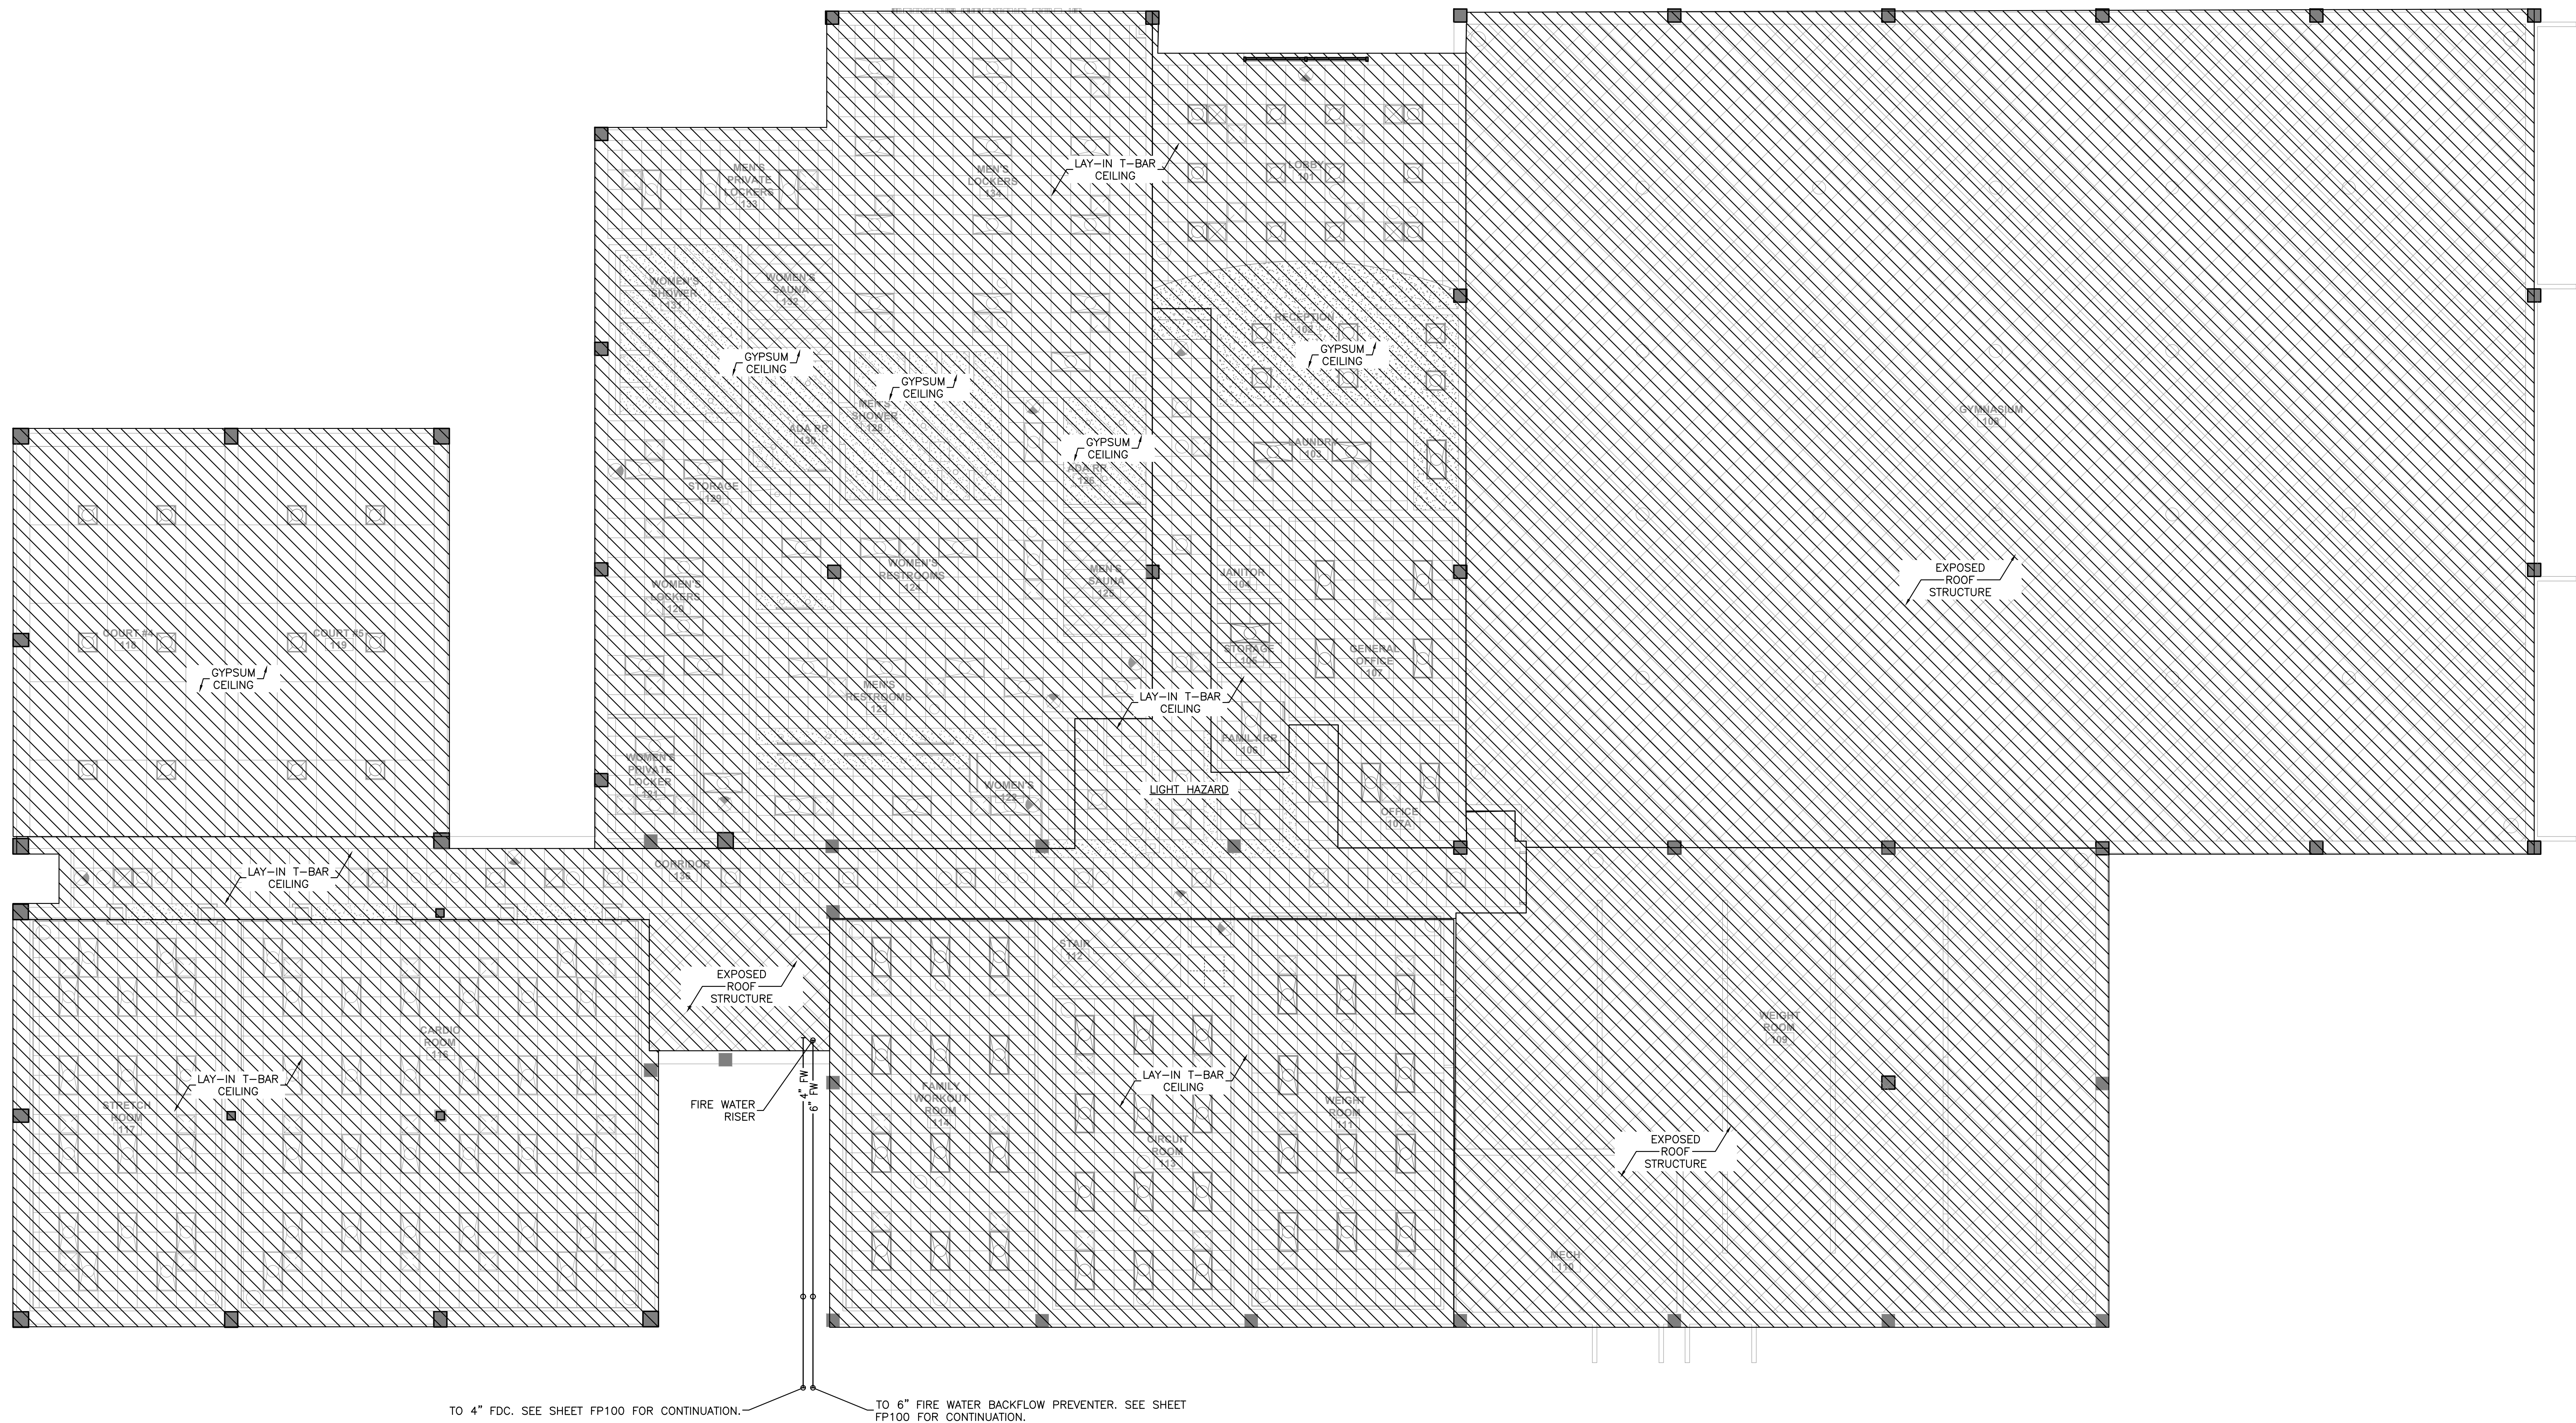 LAY-IN T-BAR
CEILING
MEN'S
PRIVATE
LOCKERS
133
MEN'S
LOCKERS
134
LOBBY
101
WOMEN'S
SHOWER
131
WOMEN'S
SAUNA
132
RECEPTION
102
GYPSUM
CEILING
GYPSUM
CEILING
GYPSUM
CEILING
MEN'S
SHOWER
128
ADA RR
130
GYPSUM
CEILING
ADA RR
126
LAUNDRY
103
GYMNASIUM
108
STORAGE
129
WOMEN'S
LOCKERS
120
WOMEN'S
RESTROOMS
124
MEN'S
SAUNA
125
JANITOR
104
EXPOSED
ROOF
STRUCTURE
COURT #4
118
COURT #5
119
GYPSUM
CEILING
STORAGE
105
GENERAL
OFFICE
107
MEN'S
RESTROOMS
123
LAY-IN T-BAR
CEILING
FAMILY RR
106
WOMEN'S
PRIVATE
LOCKER
121
WOMEN'S
122
LIGHT HAZARD
OFFICE
107A
CORRIDOR
136
LAY-IN T-BAR
CEILING
STAIR
112
EXPOSED
ROOF
STRUCTURE
CARDIO
ROOM
116
WEIGHT
ROOM
109
LAY-IN T-BAR
CEILING
STRETCH
ROOM
117
FIRE WATER
RISER
4" FW
6" FW
FAMILY
WORKOUT
ROOM
114
LAY-IN T-BAR
CEILING
WEIGHT
ROOM
111
CIRCUIT
ROOM
113
EXPOSED
ROOF
STRUCTURE
MECH
110
TO 4" FDC. SEE SHEET FP100 FOR CONTINUATION.
TO 6" FIRE WATER BACKFLOW PREVENTER. SEE SHEET
FP100 FOR CONTINUATION.